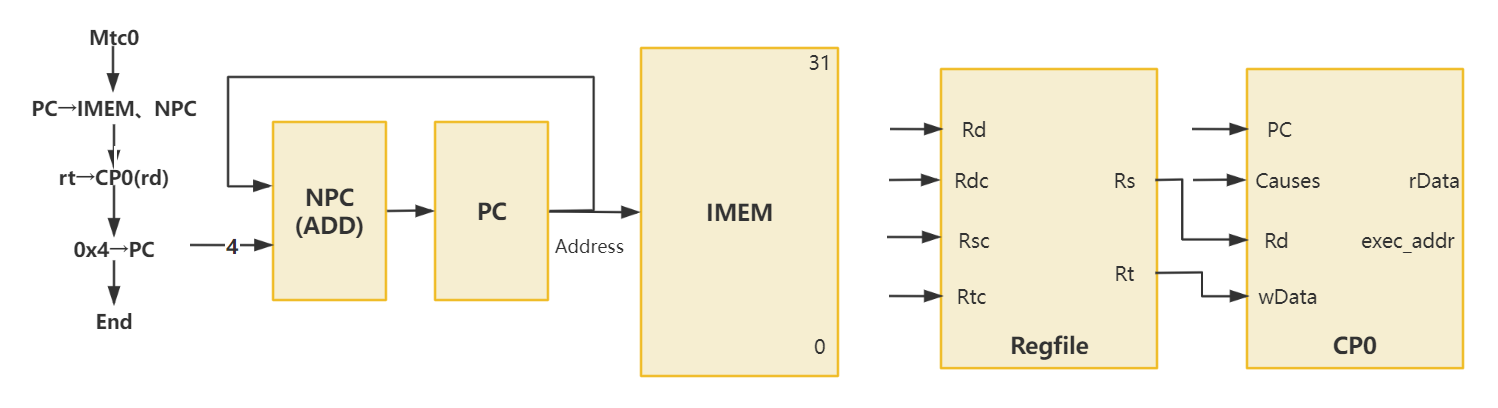 Mtc0
PC→IMEM、NPC
rt→CP0(rd)
0x4→PC
End
4
NPC
(ADD)
PC
Address
31
IMEM
0
Rd
Rdc
Rsc
Rtc
Rs
Rt
Regfile
PC
Causes
Rd
wData
rData
exec_addr
CP0